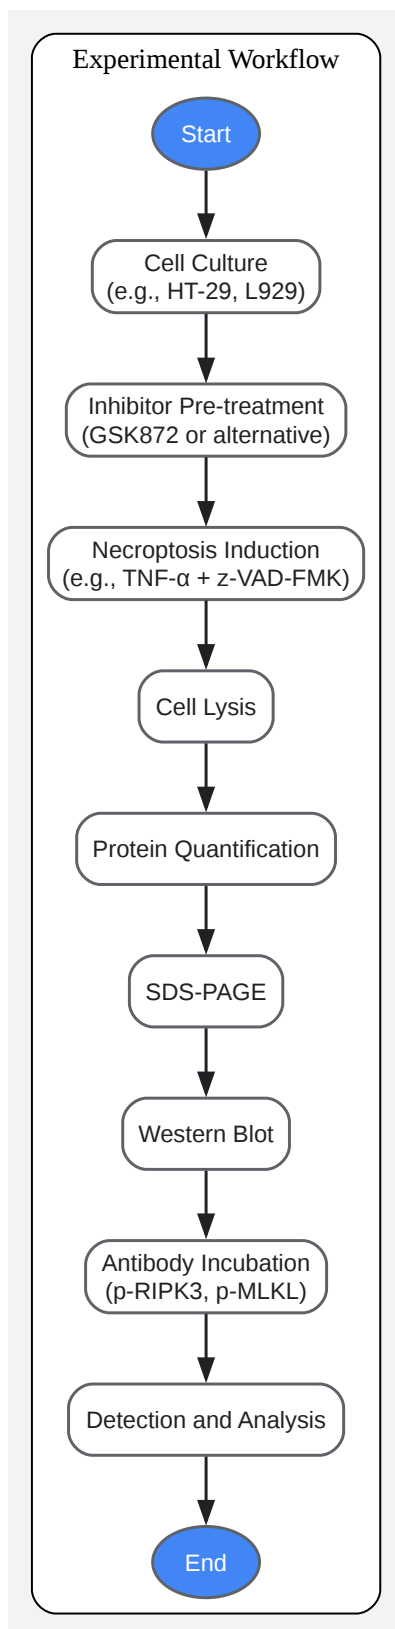 Experimental Workflow
Start
Cell Culture
(e.g., HT-29, L929)
Inhibitor Pre-treatment
(GSK872 or alternative)
Necroptosis Induction
(e.g., TNF-α + z-VAD-FMK)
Cell Lysis
Protein Quantification
SDS-PAGE
Western Blot
Antibody Incubation
(p-RIPK3, p-MLKL)
Detection and Analysis
End